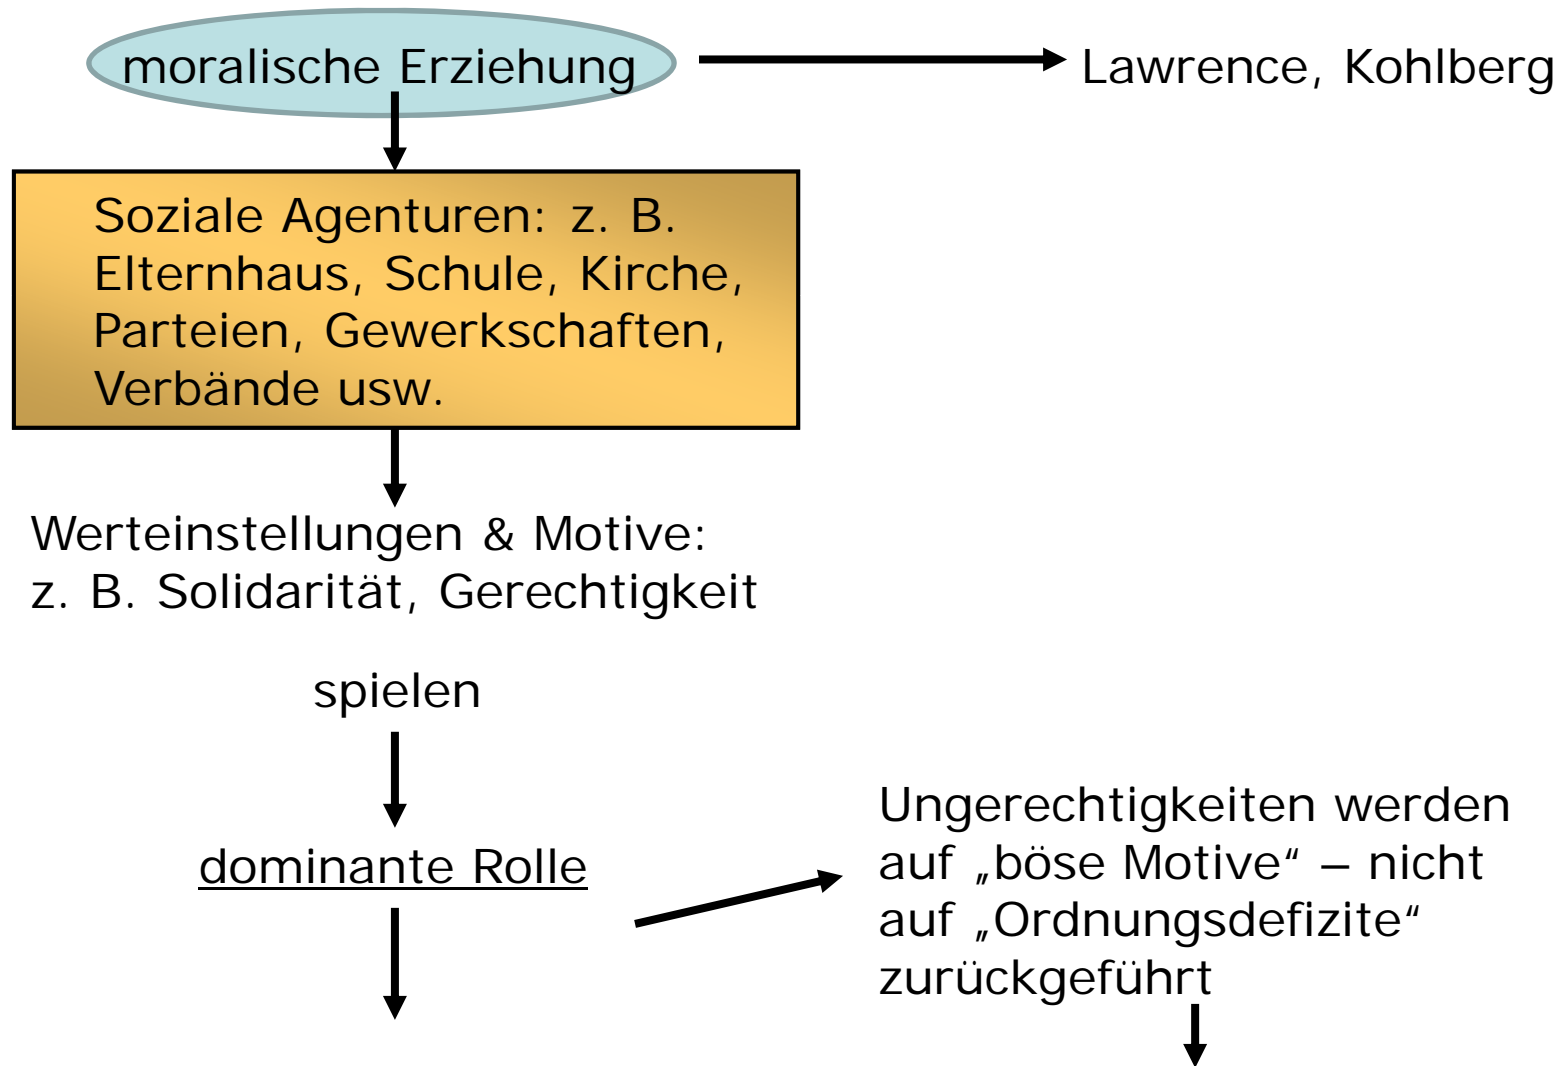 moralische Erziehung
Lawrence, Kohlberg
Soziale Agenturen: z. B.
Elternhaus, Schule, Kirche,
Parteien, Gewerkschaften,
Verbände usw.
Werteinstellungen & Motive:
z. B. Solidarität, Gerechtigkeit
spielen
dominante Rolle
Ungerechtigkeiten werden
auf „böse Motive“ – nicht
auf „Ordnungsdefizite“
zurückgeführt